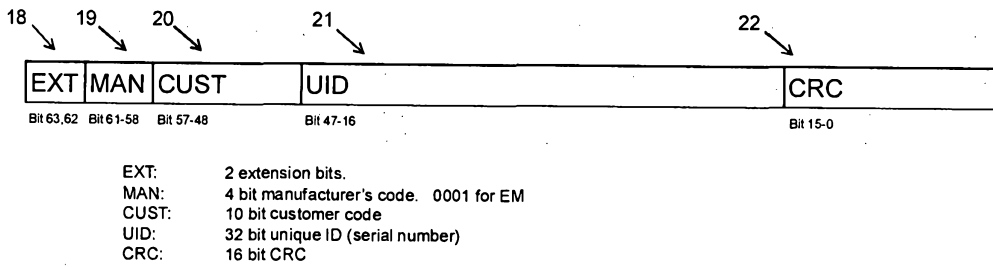 18 19 20 21 22
EXT MAN CUST UID CRC
Bit 63,62 Bit 61-58 Bit 57-48 Bit 47-16 Bit 15-0
EXT: 2 extension bits.
MAN: 4 bit manufacturer's code. 0001 for EM
CUST: 10 bit customer code
UID: 32 bit unique ID (serial number)
CRC: 16 bit CRC